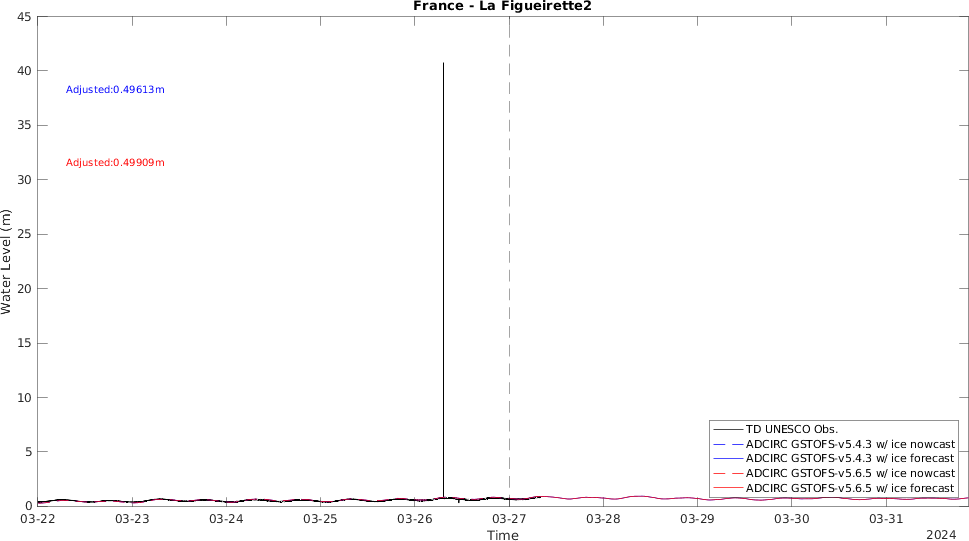 France - La Figueirette2
45
40
35
30
25
20
15
10
5
0
Water Level (m)
Adjusted:0.49613m
Adjusted:0.49909m
TD UNESCO Obs.
ADCIRC GSTOFS-v5.4.3 w/ ice nowcast
ADCIRC GSTOFS-v5.4.3 w/ ice forecast
ADCIRC GSTOFS-v5.6.5 w/ ice nowcast
ADCIRC GSTOFS-v5.6.5 w/ ice forecast
03-22 03-23 03-24 03-25 03-26 03-27 03-28 03-29 03-30 03-31
Time
2024